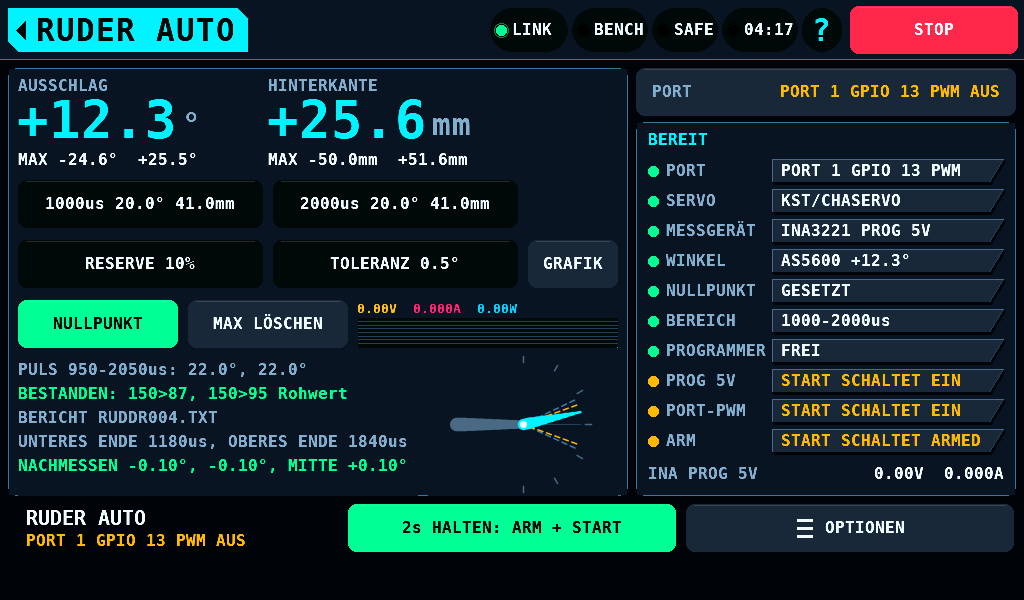 RUDER AUTO
LINK BENCH SAFE 04:17 ? STOP
AUSSCHLAG HINTERKANTE
+12.3° +25.6mm
MAX -24.6° +25.5° MAX -50.0mm +51.6mm
1000us 20.0° 41.0mm 2000us 20.0° 41.0mm
RESERVE 10% TOLERANZ 0.5° GRAFIK
NULLPUNKT MAX LÖSCHEN 0.00V 0.000A 0.00W
PULS 950-2050us: 22.0°, 22.0°
BESTANDEN: 150>87, 150>95 Rohwert
BERICHT RUDDR004.TXT
UNTERES ENDE 1180us, OBERES ENDE 1840us
NACHMESSEN -0.10°, -0.10°, MITTE +0.10°
PORT PORT 1 GPIO 13 PWM AUS
BEREIT
PORT PORT 1 GPIO 13 PWM
SERVO KST/CHASERVO
MESSGERÄT INA3221 PROG 5V
WINKEL AS5600 +12.3°
NULLPUNKT GESETZT
BEREICH 1000-2000us
PROGRAMMER FREI
PROG 5V START SCHALTET EIN
PORT-PWM START SCHALTET EIN
ARM START SCHALTET ARMED
INA PROG 5V 0.00V 0.000A
RUDER AUTO
PORT 1 GPIO 13 PWM AUS
2s HALTEN: ARM + START
OPTIONEN